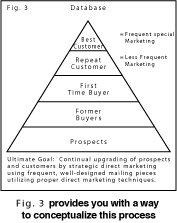 Fig. 3
Database
Best
Customer
= Frequent special
Marketing
Repeat
Customer
= Less Frequent
Marketing
First
Time Buyer
Former
Buyers
Prospects
Ultimate Goal: Continual upgrading of prospects
and customers by strategic direct marketing
using frequent, well-designed mailing pieces
utilizing proper direct marketing techniques.
Fig. 3 provides you with a way
to conceptualize this process